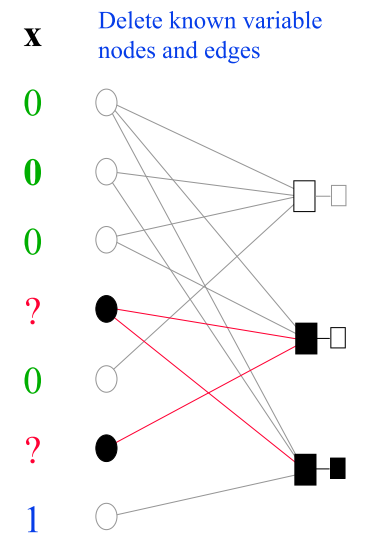 x
Delete known variable
nodes and edges
0
0
0
?
0
?
1